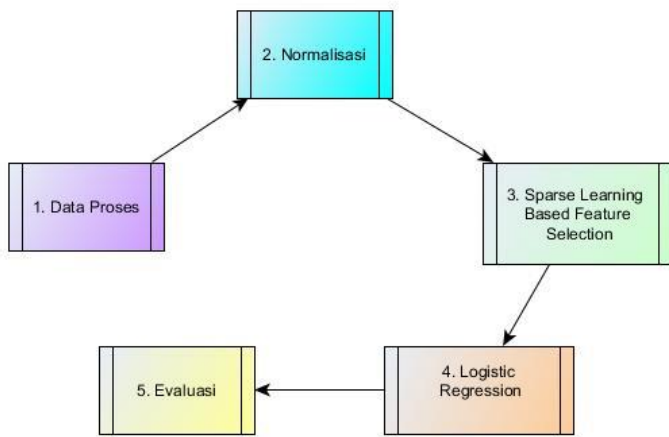 1. Data Proses
2. Normalisasi
3. Sparse Learning
Based Feature
Selection
4. Logistic
Regression
5. Evaluasi